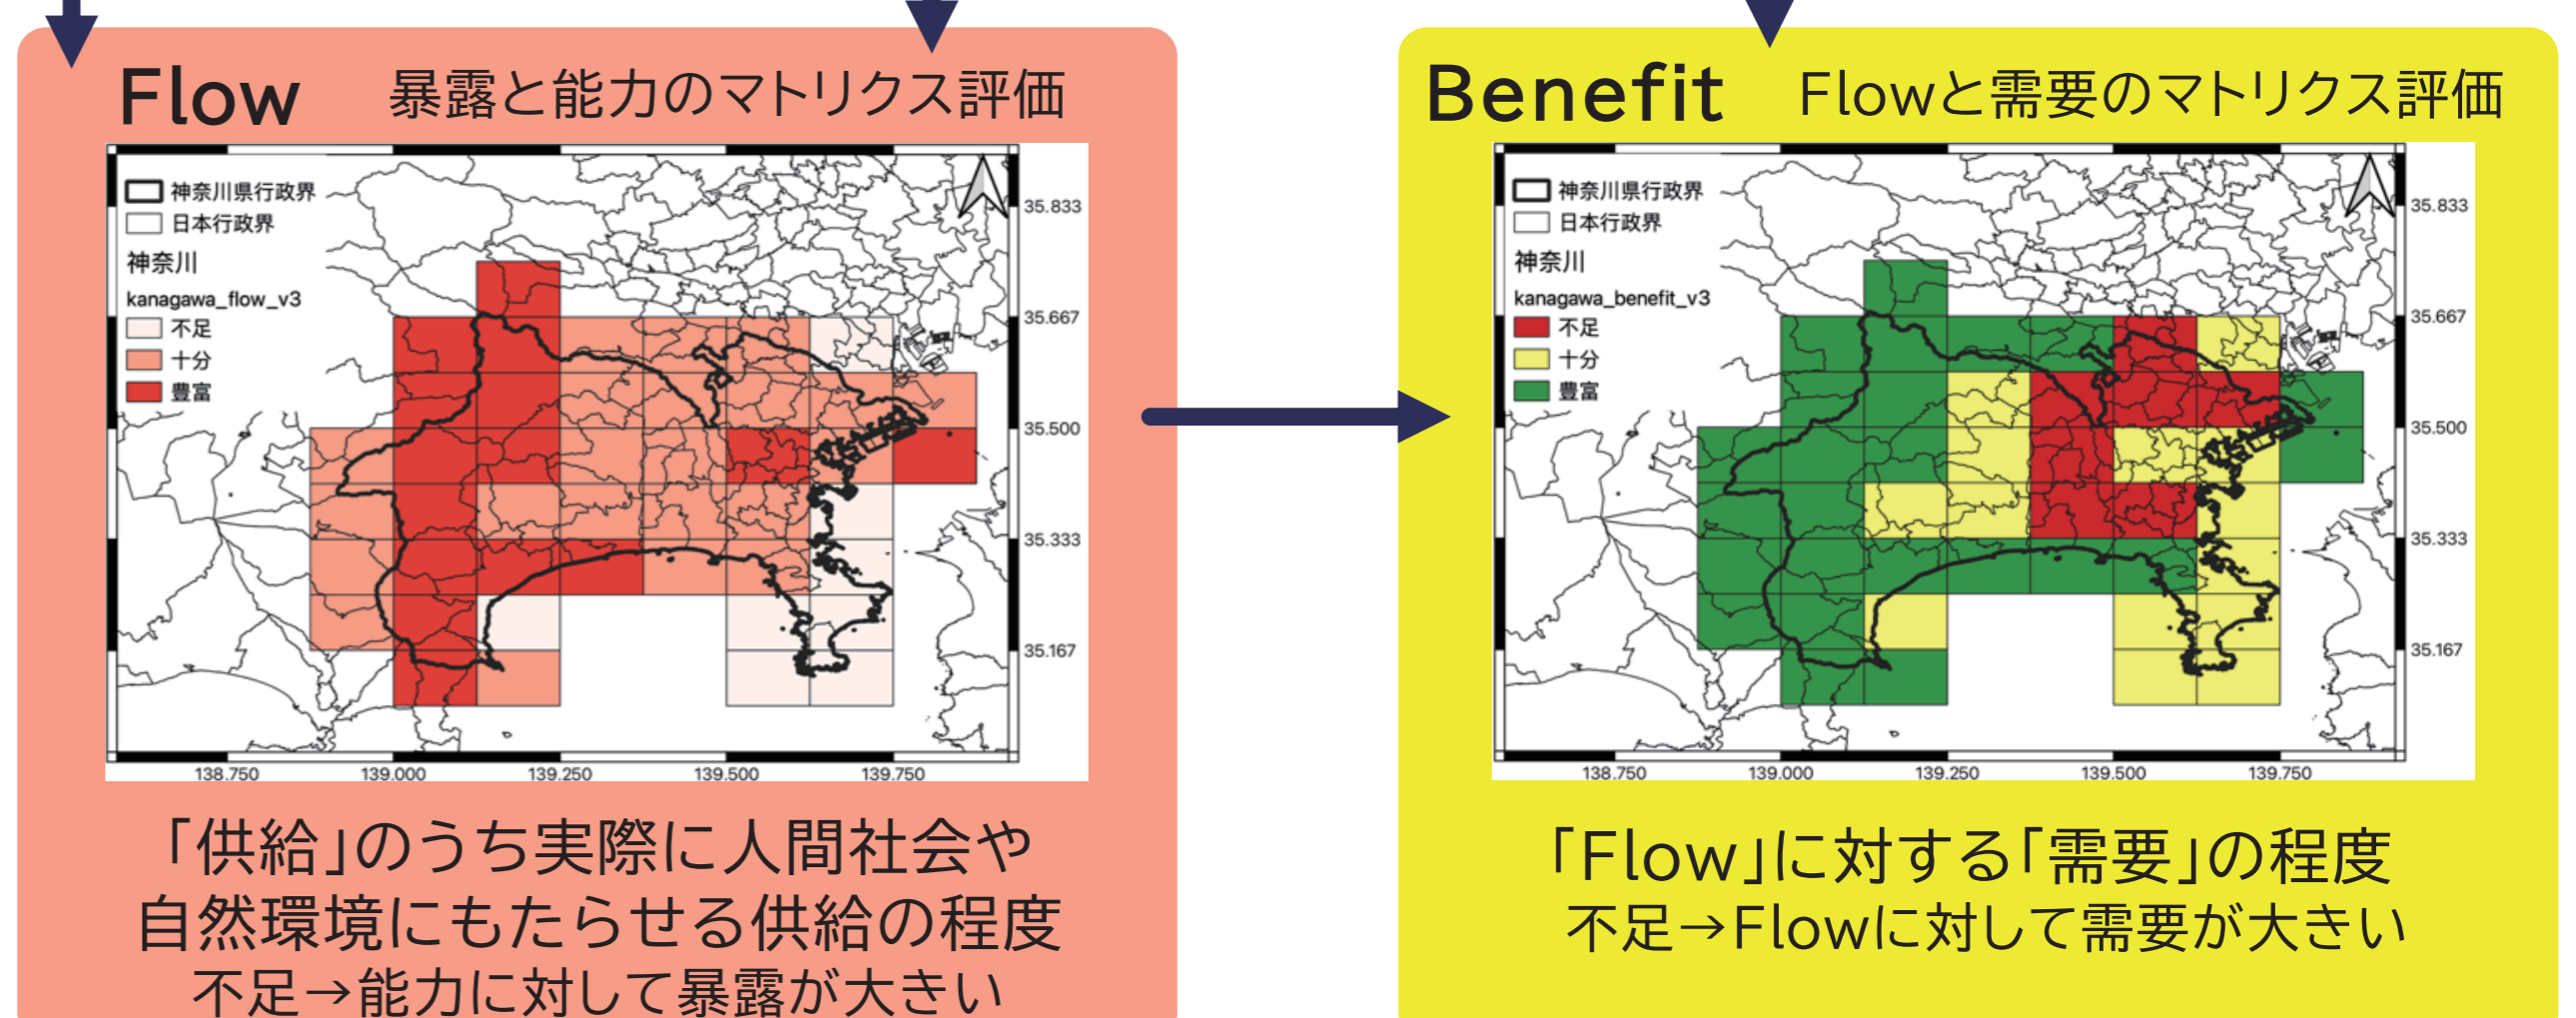 Flow 暴露と能力のマトリクス評価
神奈川県行政界
日本行政界
神奈川
kanagawa_flow_v3
不足
十分
豊富
35.833
35.667
35.500
35.333
35.167
138.750 139.000 139.250 139.500 139.750
「供給」のうち実際に人間社会や
自然環境にもたらせる供給の程度
不足→能力に対して暴露が大きい
Benefit Flowと需要のマトリクス評価
神奈川県行政界
日本行政界
神奈川
kanagawa_benefit_v3
不足
十分
豊富
35.833
35.667
35.500
35.333
35.167
138.750 139.000 139.250 139.500 139.750
「Flow」に対する「需要」の程度
不足→Flowに対して需要が大きい